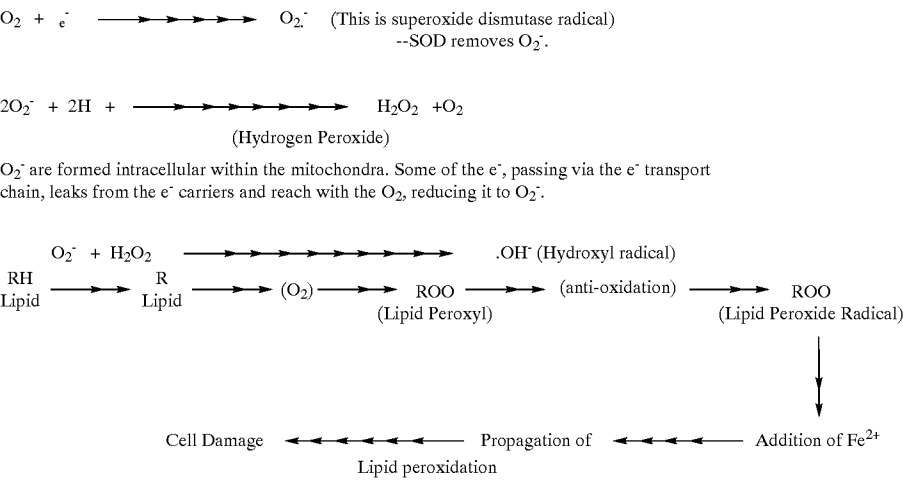 O₂ + e⁻ O₂.⁻ (This is superoxide dismutase radical)
--SOD removes O₂⁻.
2O₂⁻ + 2H + H₂O₂ +O₂
(Hydrogen Peroxide)
O₂⁻ are formed intracellular within the mitochondra. Some of the e⁻, passing via the e⁻ transport
chain, leaks from the e⁻ carriers and reach with the O₂, reducing it to O₂⁻.
O₂⁻ + H₂O₂ .OH⁻ (Hydroxyl radical)
RH R (O₂) ROO (anti-oxidation) ROO
Lipid Lipid (Lipid Peroxyl) (Lipid Peroxide Radical)
Cell Damage Propagation of Addition of Fe²⁺
Lipid peroxidation